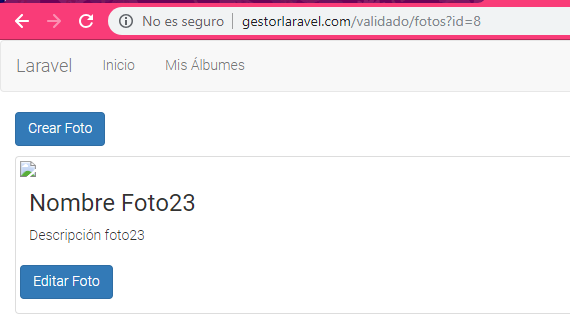 No es seguro | gestorlaravel.com/validado/fotos?id=8
Laravel Inicio Mis Álbumes
Crear Foto
Nombre Foto23
Descripción foto23
Editar Foto